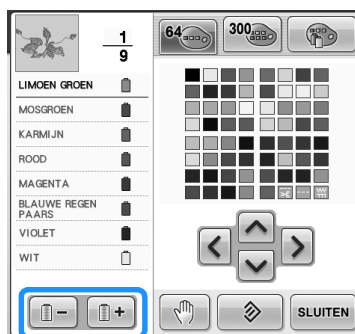 1
9
64
300
LIMOEN GROEN
MOSGROEN
KARMIJN
ROOD
MAGENTA
BLAUWE REGEN
PAARS
VIOLET
WIT
− +
SLUITEN